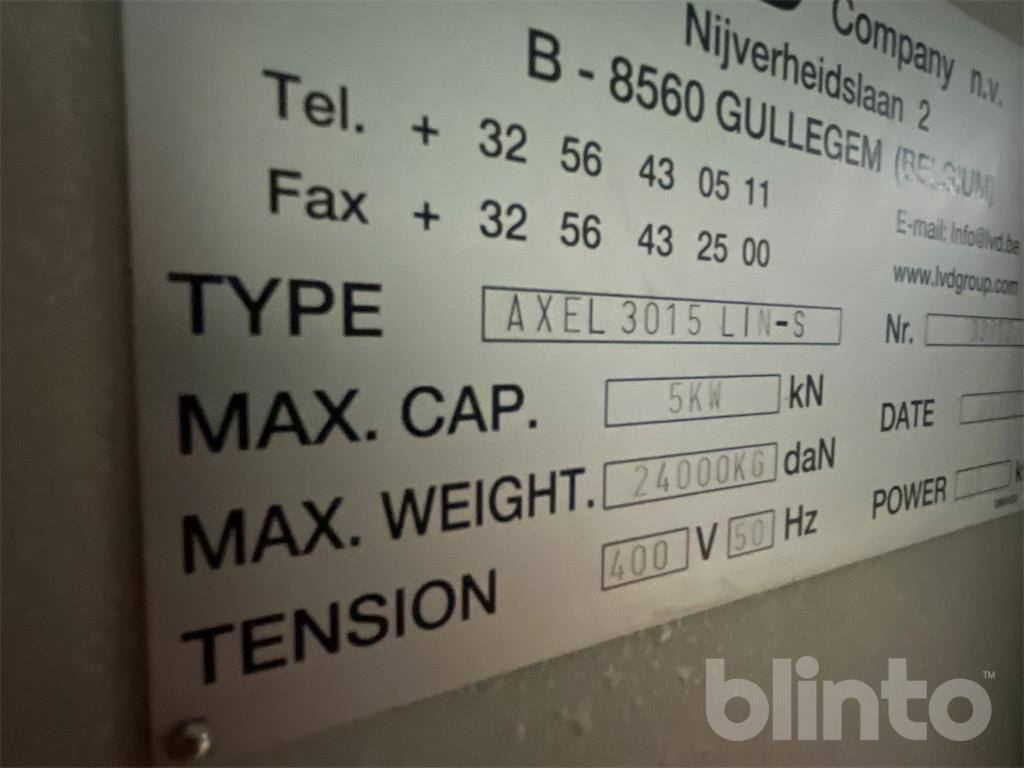 Company n.v.
Nijverheidslaan 2
B - 8560 GULLEGEM (BELGIUM)
Tel. + 32 56 43 05 11
Fax + 32 56 43 25 00
E-mail: Info@lvd.be
www.lvdgroup.com
TYPE AXEL 3015 LIN-S Nr.
MAX. CAP. 5KW kN DATE
MAX. WEIGHT. 24000KG daN POWER
TENSION 400 V 50 Hz
blinto™